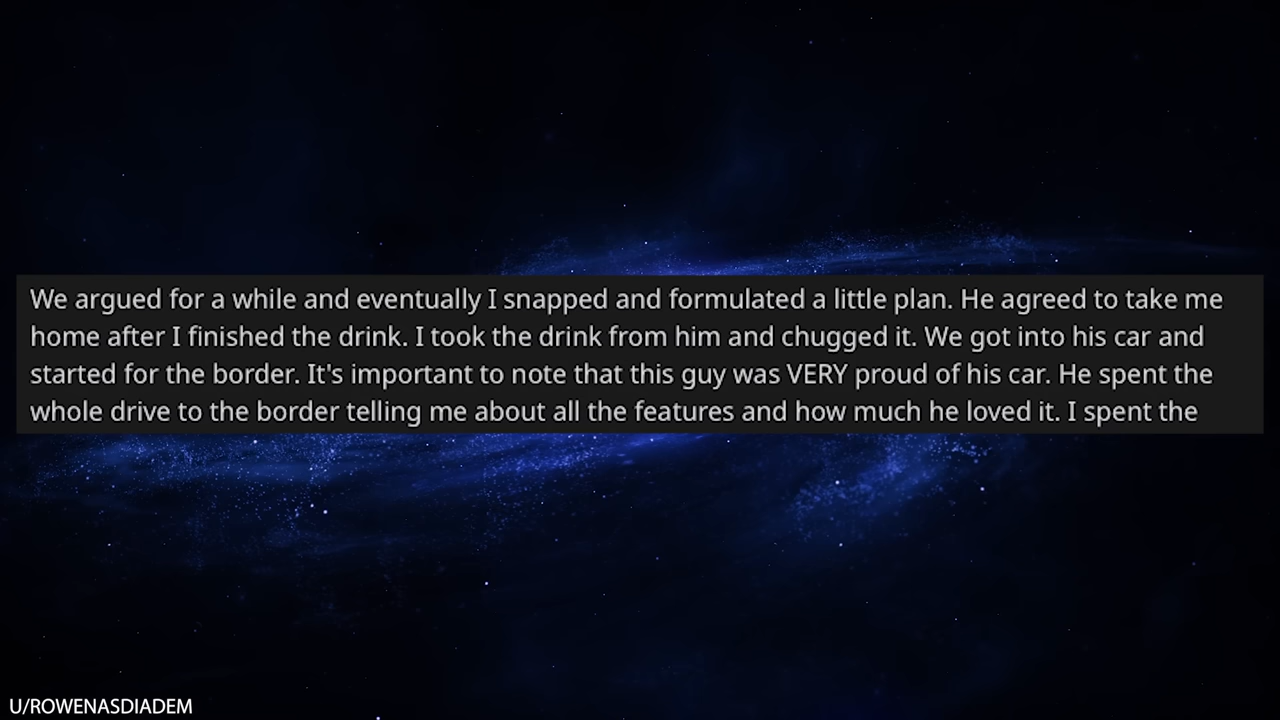 We argued for a while and eventually I snapped and formulated a little plan. He agreed to take me
home after I finished the drink. I took the drink from him and chugged it. We got into his car and
started for the border. It's important to note that this guy was VERY proud of his car. He spent the
whole drive to the border telling me about all the features and how much he loved it. I spent the
U/ROWENASDIADEM